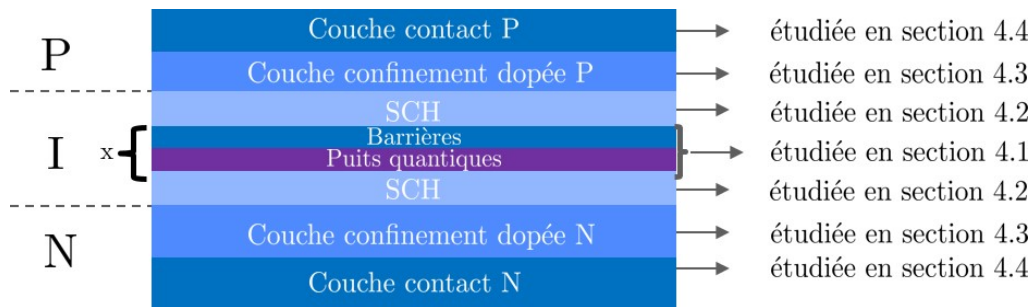 P
I
N
x
Couche contact P
étudiée en section 4.4
Couche confinement dopée P
étudiée en section 4.3
SCH
étudiée en section 4.2
Barrières
Puits quantiques
étudiée en section 4.1
SCH
étudiée en section 4.2
Couche confinement dopée N
étudiée en section 4.3
Couche contact N
étudiée en section 4.4